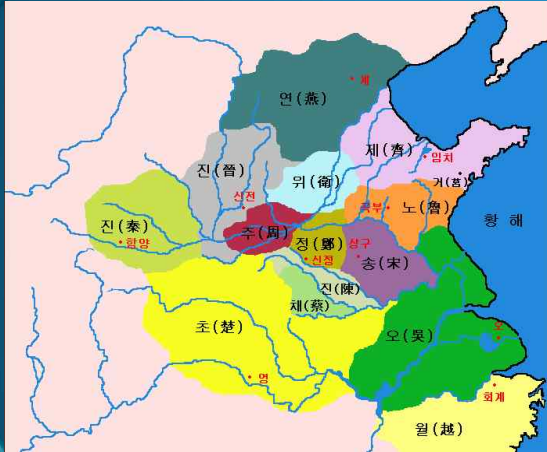 계
연(燕)
제(齊)
임치
진(晉)
위(衛)
거(莒)
신전
곡부
노(魯)
진(秦)
황해
주(周)
정(鄭)
상구
함양
신정
송(宋)
진(陳)
채(蔡)
초(楚)
오(吳)
오
영
회계
월(越)